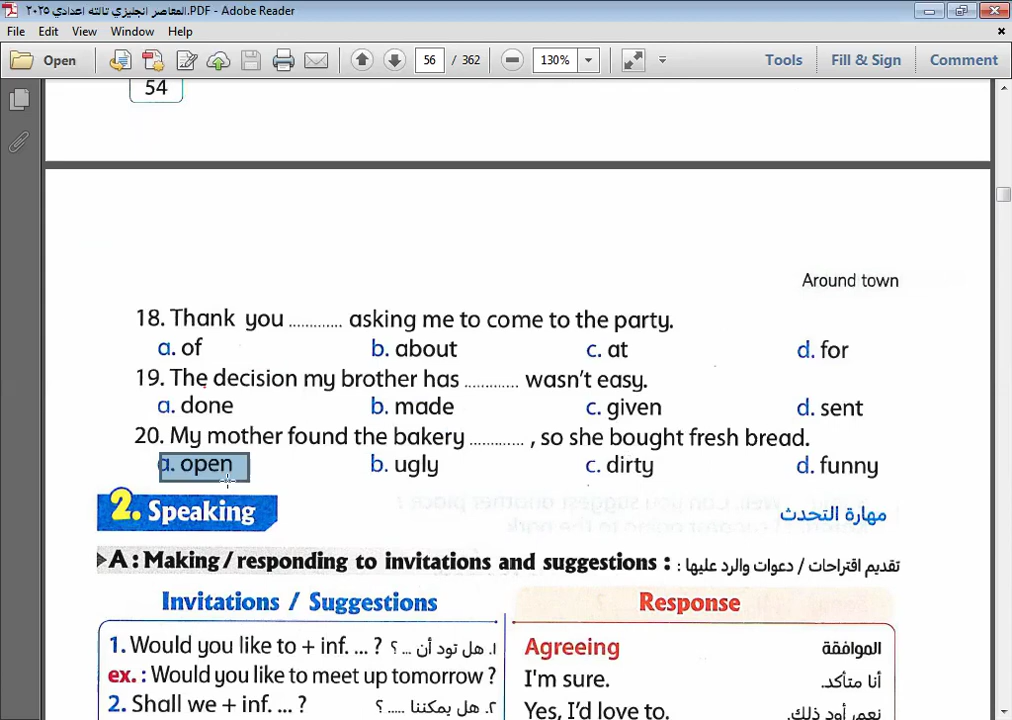 المعاصر انجليزي تالته اعدادي ٢٠٢٥.PDF - Adobe Reader
File Edit View Window Help
Open 56 / 362 130% Tools Fill & Sign Comment
54
Around town
18. Thank you ............. asking me to come to the party.
a. of b. about c. at d. for
19. The decision my brother has ............. wasn't easy.
a. done b. made c. given d. sent
20. My mother found the bakery ............. , so she bought fresh bread.
a. open b. ugly c. dirty d. funny
2. Speaking مهارة التحدث
A: Making / responding to invitations and suggestions : تقديم اقتراحات / دعوات والرد عليها :
Invitations / Suggestions Response
1. Would you like to + inf. ... ? ١. هل تود أن ... ؟ Agreeing الموافقة
ex. : Would you like to meet up tomorrow ? I'm sure. أنا متأكد.
2. Shall we + inf. ... ? ٢. هل يمكننا ..... ؟ Yes, I'd love to. نعم، أود ذلك.